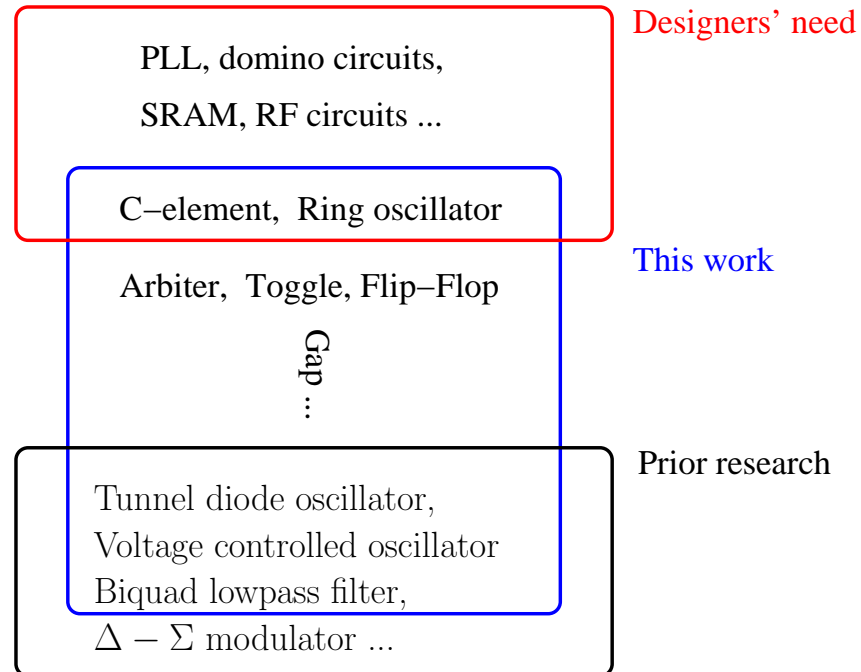 Designers’ need
PLL, domino circuits,
SRAM, RF circuits ...
C−element, Ring oscillator
This work
Arbiter, Toggle, Flip−Flop
Gap ...
Prior research
Tunnel diode oscillator,
Voltage controlled oscillator
Biquad lowpass filter,
Δ − Σ modulator ...